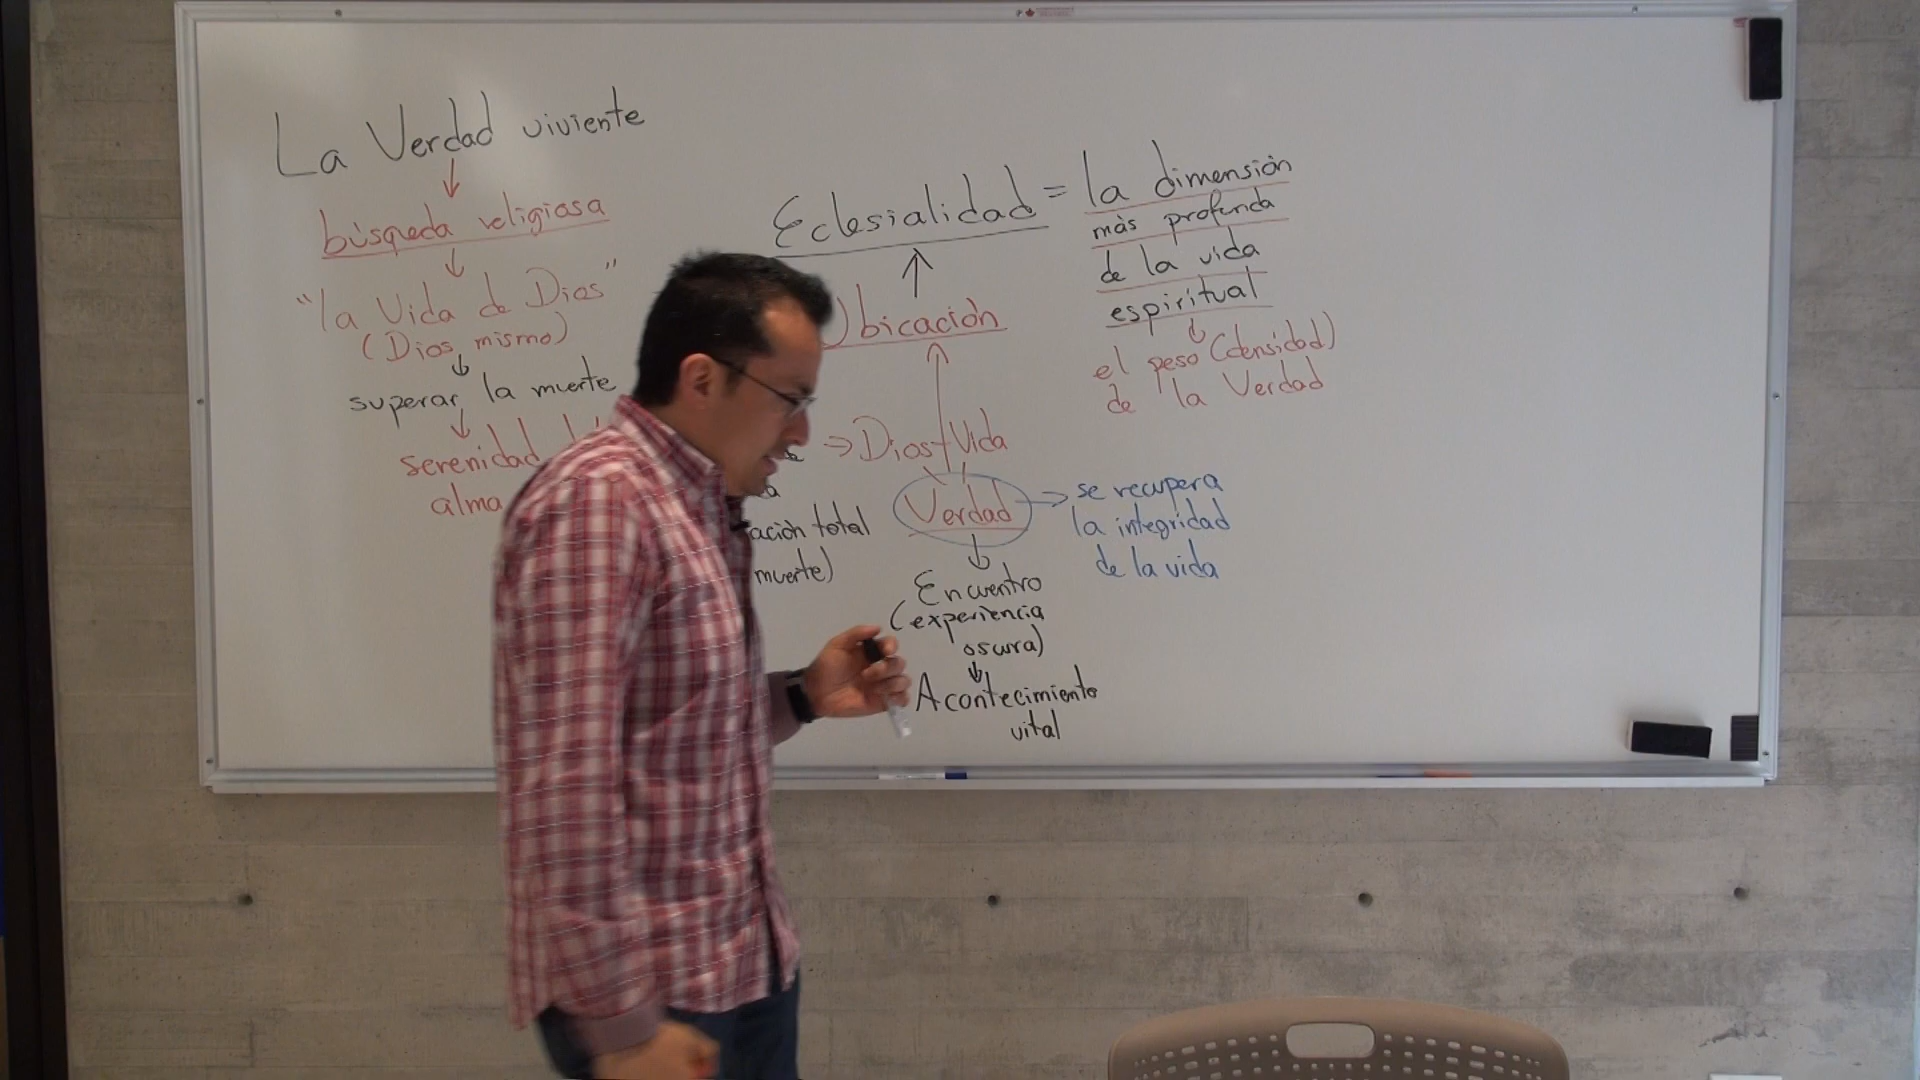 La Verdad viviente
búsqueda religiosa
"la Vida de Dios"
(Dios mismo)
superar la muerte
serenidad
alma
Eclesialidad = la dimensión
más profunda
de la vida
espiritual
el peso (densidad)
de la Verdad
Ubicación
Dios Vida
Verdad
ación total
muerte)
se recupera
la integridad
de la vida
Encuentro
(experiencia
oscura)
Acontecimiento
vital